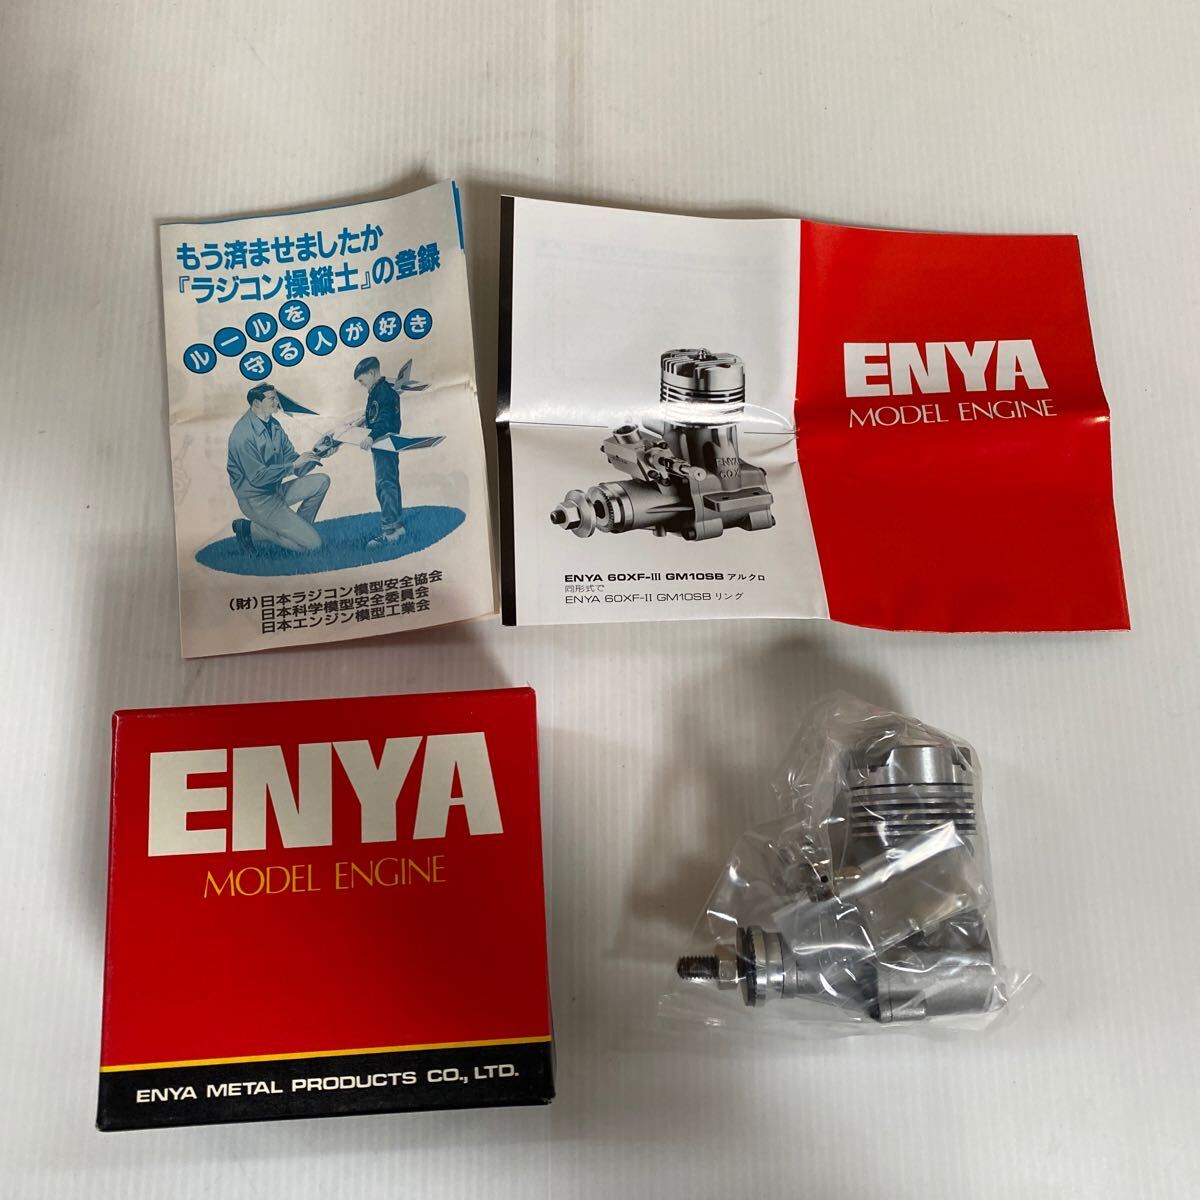 もう済ませましたか
『ラジコン操縦士』の登録
ルールを
守る人が好き
(財)日本ラジコン模型安全協会
日本科学模型安全委員会
日本エンジン模型工業会
ENYA
60X
ENYA 60XF-III GM10SB アルクロ
同形式で
ENYA 60XF-II GM10SB リング
ENYA
MODEL ENGINE
ENYA
MODEL ENGINE
ENYA METAL PRODUCTS CO., LTD.